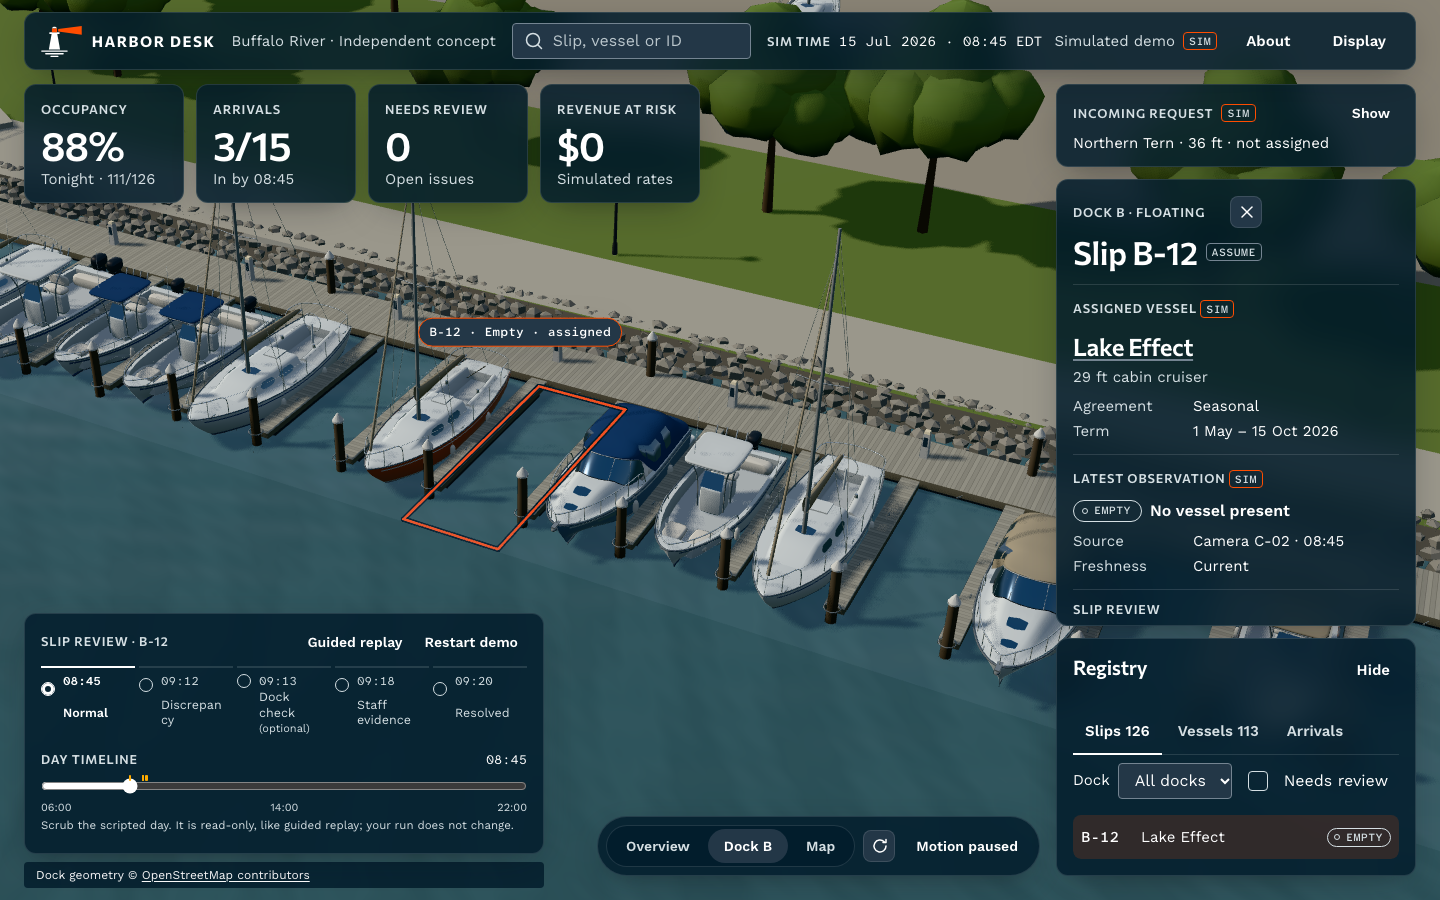 HARBOR DESK
Buffalo River · Independent concept
Slip, vessel or ID
SIM TIME 15 Jul 2026 · 08:45 EDT
Simulated demo SIM
About
Display
OCCUPANCY
88%
Tonight · 111/126
ARRIVALS
3/15
In by 08:45
NEEDS REVIEW
0
Open issues
REVENUE AT RISK
$0
Simulated rates
INCOMING REQUEST SIM
Show
Northern Tern · 36 ft · not assigned
DOCK B · FLOATING
Slip B-12 ASSUME
ASSIGNED VESSEL SIM
Lake Effect
29 ft cabin cruiser
Agreement Seasonal
Term 1 May – 15 Oct 2026
LATEST OBSERVATION SIM
EMPTY No vessel present
Source Camera C-02 · 08:45
Freshness Current
SLIP REVIEW
B-12 · Empty · assigned
SLIP REVIEW · B-12
Guided replay
Restart demo
08:45
Normal
09:12
Discrepan
cy
09:13
Dock
check
(optional)
09:18
Staff
evidence
09:20
Resolved
DAY TIMELINE 08:45
06:00 14:00 22:00
Scrub the scripted day. It is read-only, like guided replay; your run does not change.
Dock geometry © OpenStreetMap contributors
Overview
Dock B
Map
Motion paused
Registry
Hide
Slips 126
Vessels 113
Arrivals
Dock All docks
Needs review
B-12 Lake Effect EMPTY